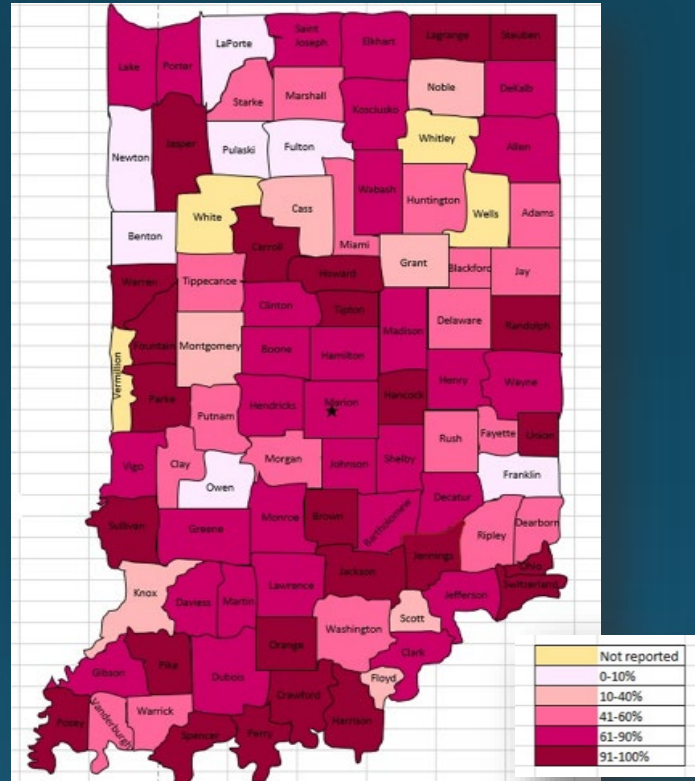 Saint
Joseph
Elkhart
Lagrange
Steuben
LaPorte
Lake
Porter
Noble
DeKalb
Starke
Marshall
Kosciusko
Whitley
Allen
Jasper
Newton
Pulaski
Fulton
Wabash
Huntington
Wells
Adams
White
Cass
Benton
Carroll
Miami
Grant
Blackford
Jay
Warren
Tippecanoe
Howard
Clinton
Tipton
Madison
Delaware
Randolph
Fountain
Montgomery
Boone
Hamilton
Vermillion
Parke
Henry
Wayne
Putnam
Hendricks
Marion
Hancock
Rush
Fayette
Union
Vigo
Clay
Morgan
Johnson
Shelby
Franklin
Owen
Decatur
Sullivan
Greene
Monroe
Brown
Bartholomew
Ripley
Dearborn
Jennings
Ohio
Switzerland
Jackson
Knox
Daviess
Martin
Lawrence
Jefferson
Scott
Washington
Orange
Clark
Gibson
Pike
Dubois
Floyd
Crawford
Harrison
Posey
Vanderburgh
Warrick
Spencer
Perry
Not reported
0-10%
10-40%
41-60%
61-90%
91-100%